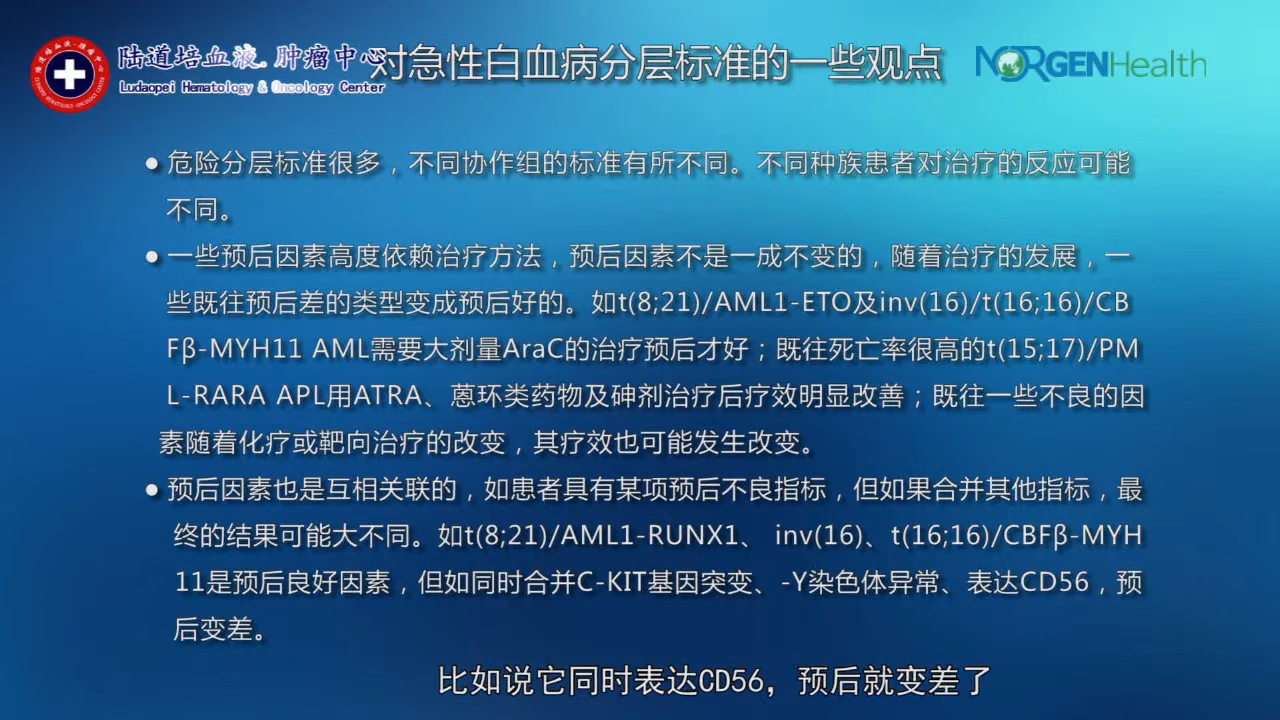 陆道培血液.肿瘤中心
Ludaopei Hematology & Oncology Center
对急性白血病分层标准的一些观点
NORGENHealth
● 危险分层标准很多，不同协作组的标准有所不同。不同种族患者对治疗的反应可能
不同。
● 一些预后因素高度依赖治疗方法，预后因素不是一成不变的，随着治疗的发展，一
些既往预后差的类型变成预后好的。如t(8;21)/AML1-ETO及inv(16)/t(16;16)/CB
Fβ-MYH11 AML需要大剂量AraC的治疗预后才好；既往死亡率很高的t(15;17)/PM
L-RARA APL用ATRA、蒽环类药物及砷剂治疗后疗效明显改善；既往一些不良的因
素随着化疗或靶向治疗的改变，其疗效也可能发生改变。
● 预后因素也是互相关联的，如患者具有某项预后不良指标，但如果合并其他指标，最
终的结果可能大不同。如t(8;21)/AML1-RUNX1、 inv(16)、t(16;16)/CBFβ-MYH
11是预后良好因素，但如同时合并C-KIT基因突变、-Y染色体异常、表达CD56，预
后变差。
比如说它同时表达CD56，预后就变差了